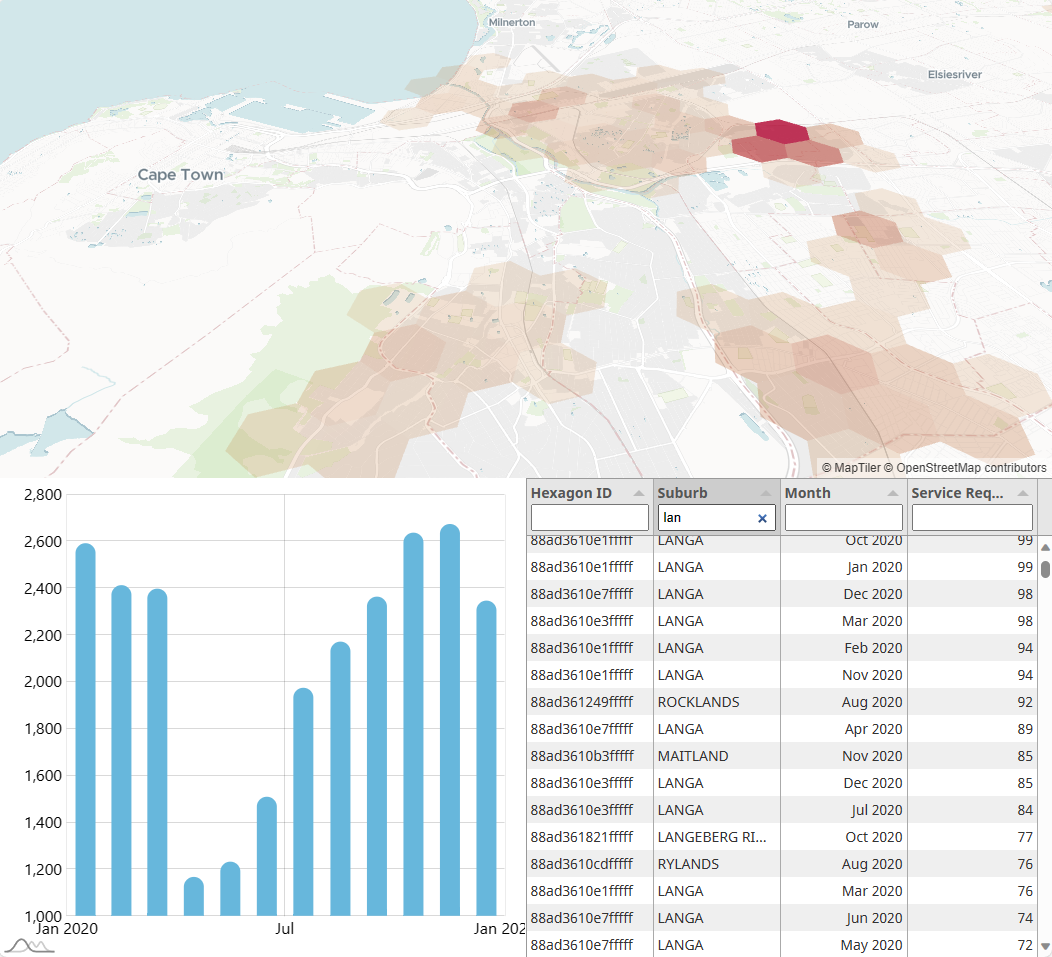 Milnerton
Parow
Elsiesriver
Cape Town
© MapTiler © OpenStreetMap contributors
2,800
2,600
2,400
2,200
2,000
1,800
1,600
1,400
1,200
1,000
Jan 2020 Jul Jan 202
Hexagon ID Suburb Month Service Req...
lan ×
88ad3610e1fffff LANGA Oct 2020 99
88ad3610e1fffff LANGA Jan 2020 99
88ad3610e7fffff LANGA Dec 2020 98
88ad3610e3fffff LANGA Mar 2020 98
88ad3610e1fffff LANGA Feb 2020 94
88ad3610e1fffff LANGA Nov 2020 94
88ad361249fffff ROCKLANDS Aug 2020 92
88ad3610e7fffff LANGA Apr 2020 89
88ad3610b3fffff MAITLAND Nov 2020 85
88ad3610e3fffff LANGA Dec 2020 85
88ad3610e3fffff LANGA Jul 2020 84
88ad361821fffff LANGEBERG RI... Oct 2020 77
88ad3610cdfffff RYLANDS Aug 2020 76
88ad3610e1fffff LANGA Mar 2020 76
88ad3610e7fffff LANGA Jun 2020 74
88ad3610e7fffff LANGA May 2020 72